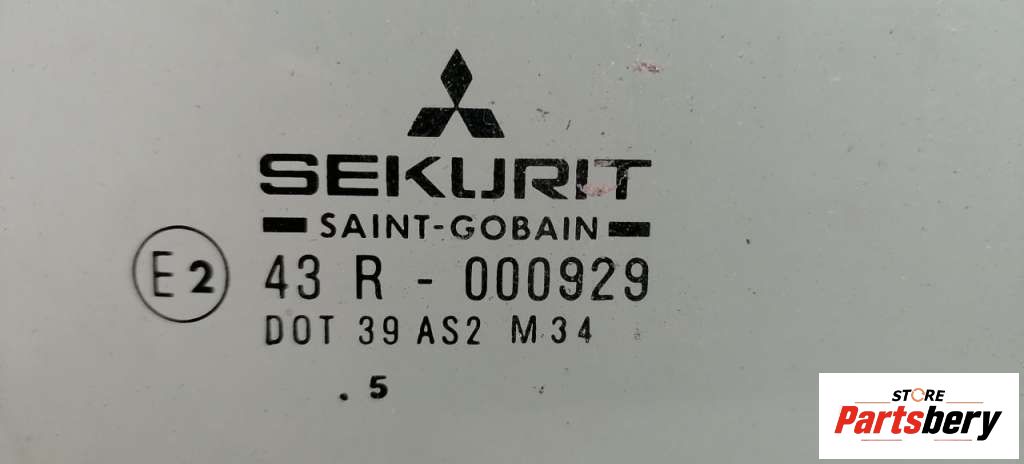 SEKURIT
SAINT-GOBAIN
E2 43 R - 000929
DOT 39 AS2 M34
. 5
STORE
Partsbery